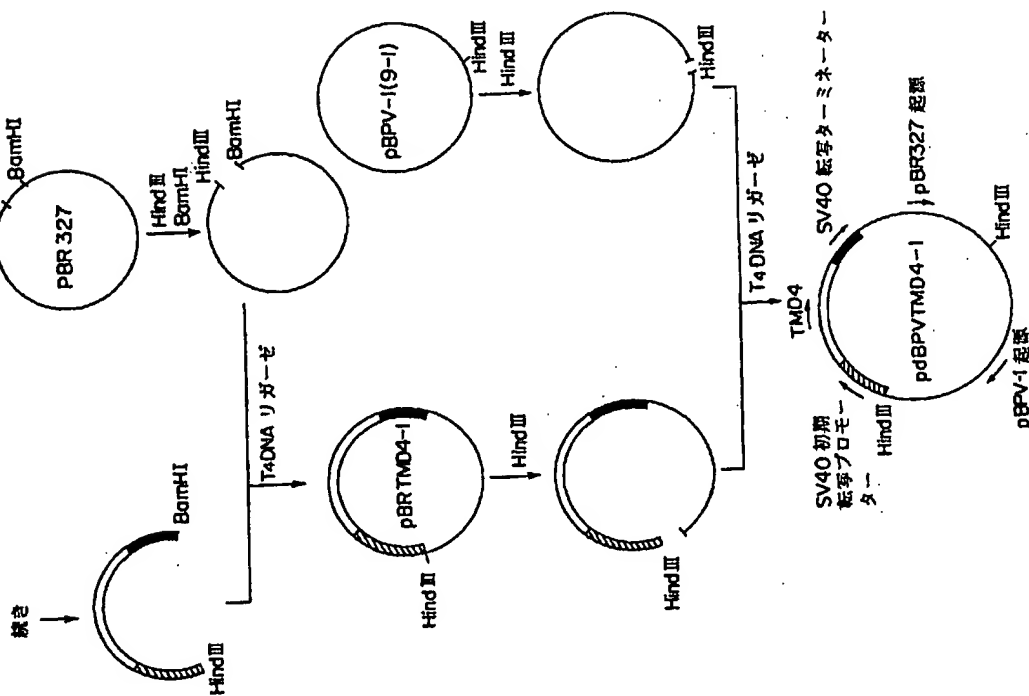 続き
HindⅢ
BamHI
BamHI
PBR 327
HindⅢ
BamHI
HindⅢ
BamHI
T4DNA リガーゼ
pBRTMD4-1
HindⅢ
HindⅢ
HindⅢ
pBPV-1(9-1)
HindⅢ
HindⅢ
HindⅢ
T4DNA リガーゼ
TMD4
SV40 初期
転写プロモー
ター
HindⅢ
SV40 転写ターミネーター
pBR327 起源
pdBPVTMD4-1
HindⅢ
pBPV-1 起源